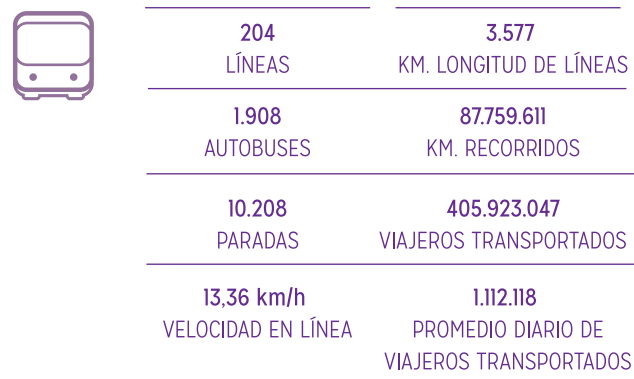 204
LÍNEAS
3.577
KM. LONGITUD DE LÍNEAS
1.908
AUTOBUSES
87.759.611
KM. RECORRIDOS
10.208
PARADAS
405.923.047
VIAJEROS TRANSPORTADOS
13,36 km/h
VELOCIDAD EN LÍNEA
1.112.118
PROMEDIO DIARIO DE
VIAJEROS TRANSPORTADOS